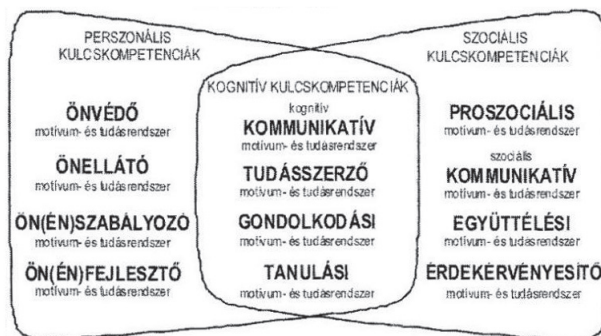 PERSZONÁLIS
KULCSKOMPETENCIÁK
ÖNVÉDŐ
motívum- és tudásrendszer
ÖNELLÁTÓ
motívum- és tudásrendszer
ÖN(ÉN)SZABÁLYOZÓ
motívum- és tudásrendszer
ÖN(ÉN)FEJLESZTŐ
motívum- és tudásrendszer
KOGNITÍV KULCSKOMPETENCIÁK
kognitív
KOMMUNIKATÍV
motívum- és tudásrendszer
TUDÁSSZERZŐ
motívum- és tudásrendszer
GONDOLKODÁSI
motívum- és tudásrendszer
TANULÁSI
motívum- és tudásrendszer
SZOCIÁLIS
KULCSKOMPETENCIÁK
PROSZOCIÁLIS
motívum- és tudásrendszer
szociális
KOMMUNIKATÍV
motívum- és tudásrendszer
EGYÜTTÉLÉSI
motívum- és tudásrendszer
ÉRDEKÉRVÉNYESÍTŐ
motívum- és tudásrendszer